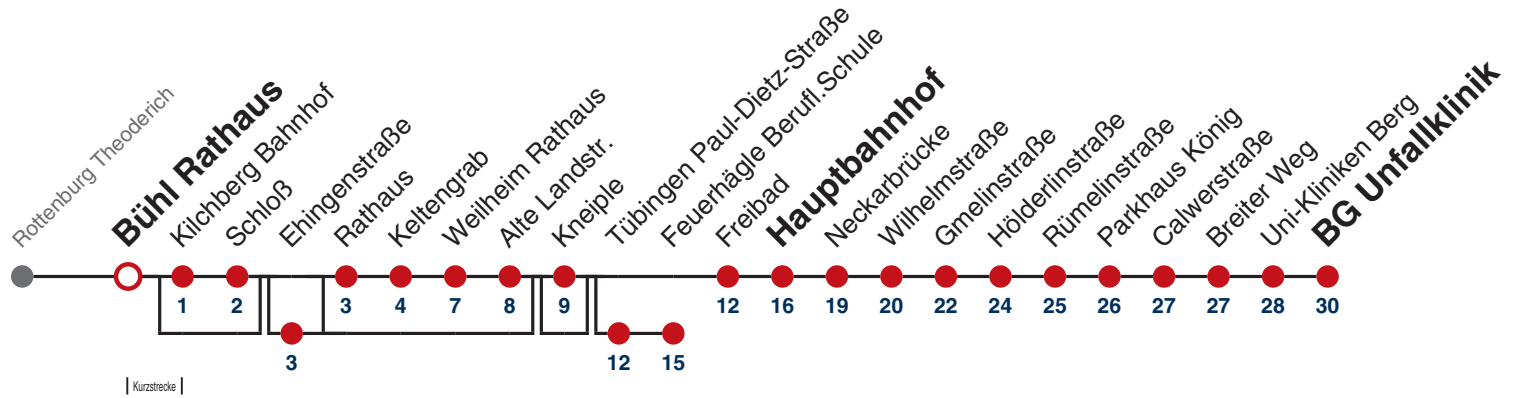 Rottenburg Theoderich
Bühl Rathaus
Kilchberg Bahnhof
Schloß
Ehingenstraße
Rathaus
Keltengrab
Weilheim Rathaus
Alte Landstr.
Kneiple
Tübingen Paul-Dietz-Straße
Feuerhägle Berufl.Schule
Freibad
Hauptbahnhof
Neckarbrücke
Wilhelmstraße
Gmelinstraße
Hölderlinstraße
Rümelinstraße
Parkhaus König
Calwerstraße
Breiter Weg
Uni-Kliniken Berg
BG Unfallklinik
1 2 3 4 7 8 9 12 16 19 20 22 24 25 26 27 27 28 30
3 12 15
Kurzstrecke